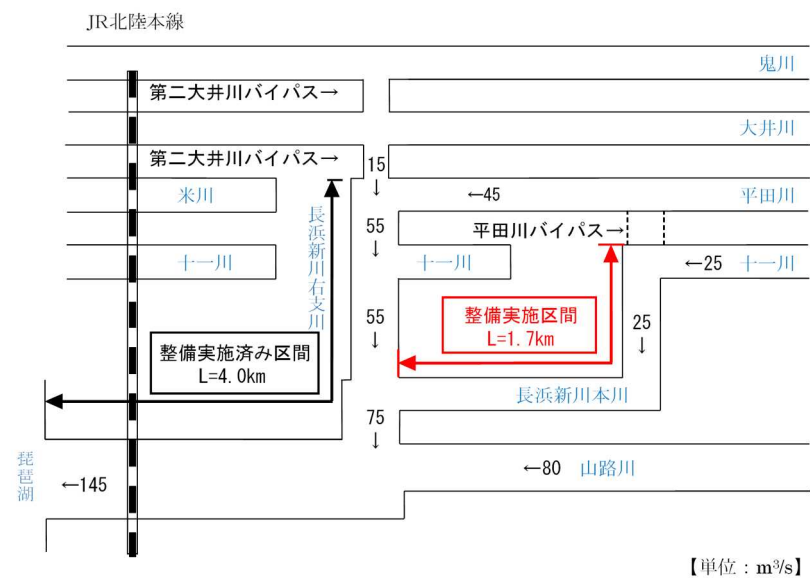 JR北陸本線
鬼川
第二大井川バイパス→
大井川
第二大井川バイパス→
15
↓
米川
←45
平田川
長浜新川右支川
55
↓
平田川バイパス→
十一川
十一川
←25
十一川
55
↓
整備実施区間
L=1.7km
25
↓
整備実施済み区間
L=4.0km
長浜新川本川
75
↓
琵琶湖
←145
←80
山路川
【単位：m³/s】